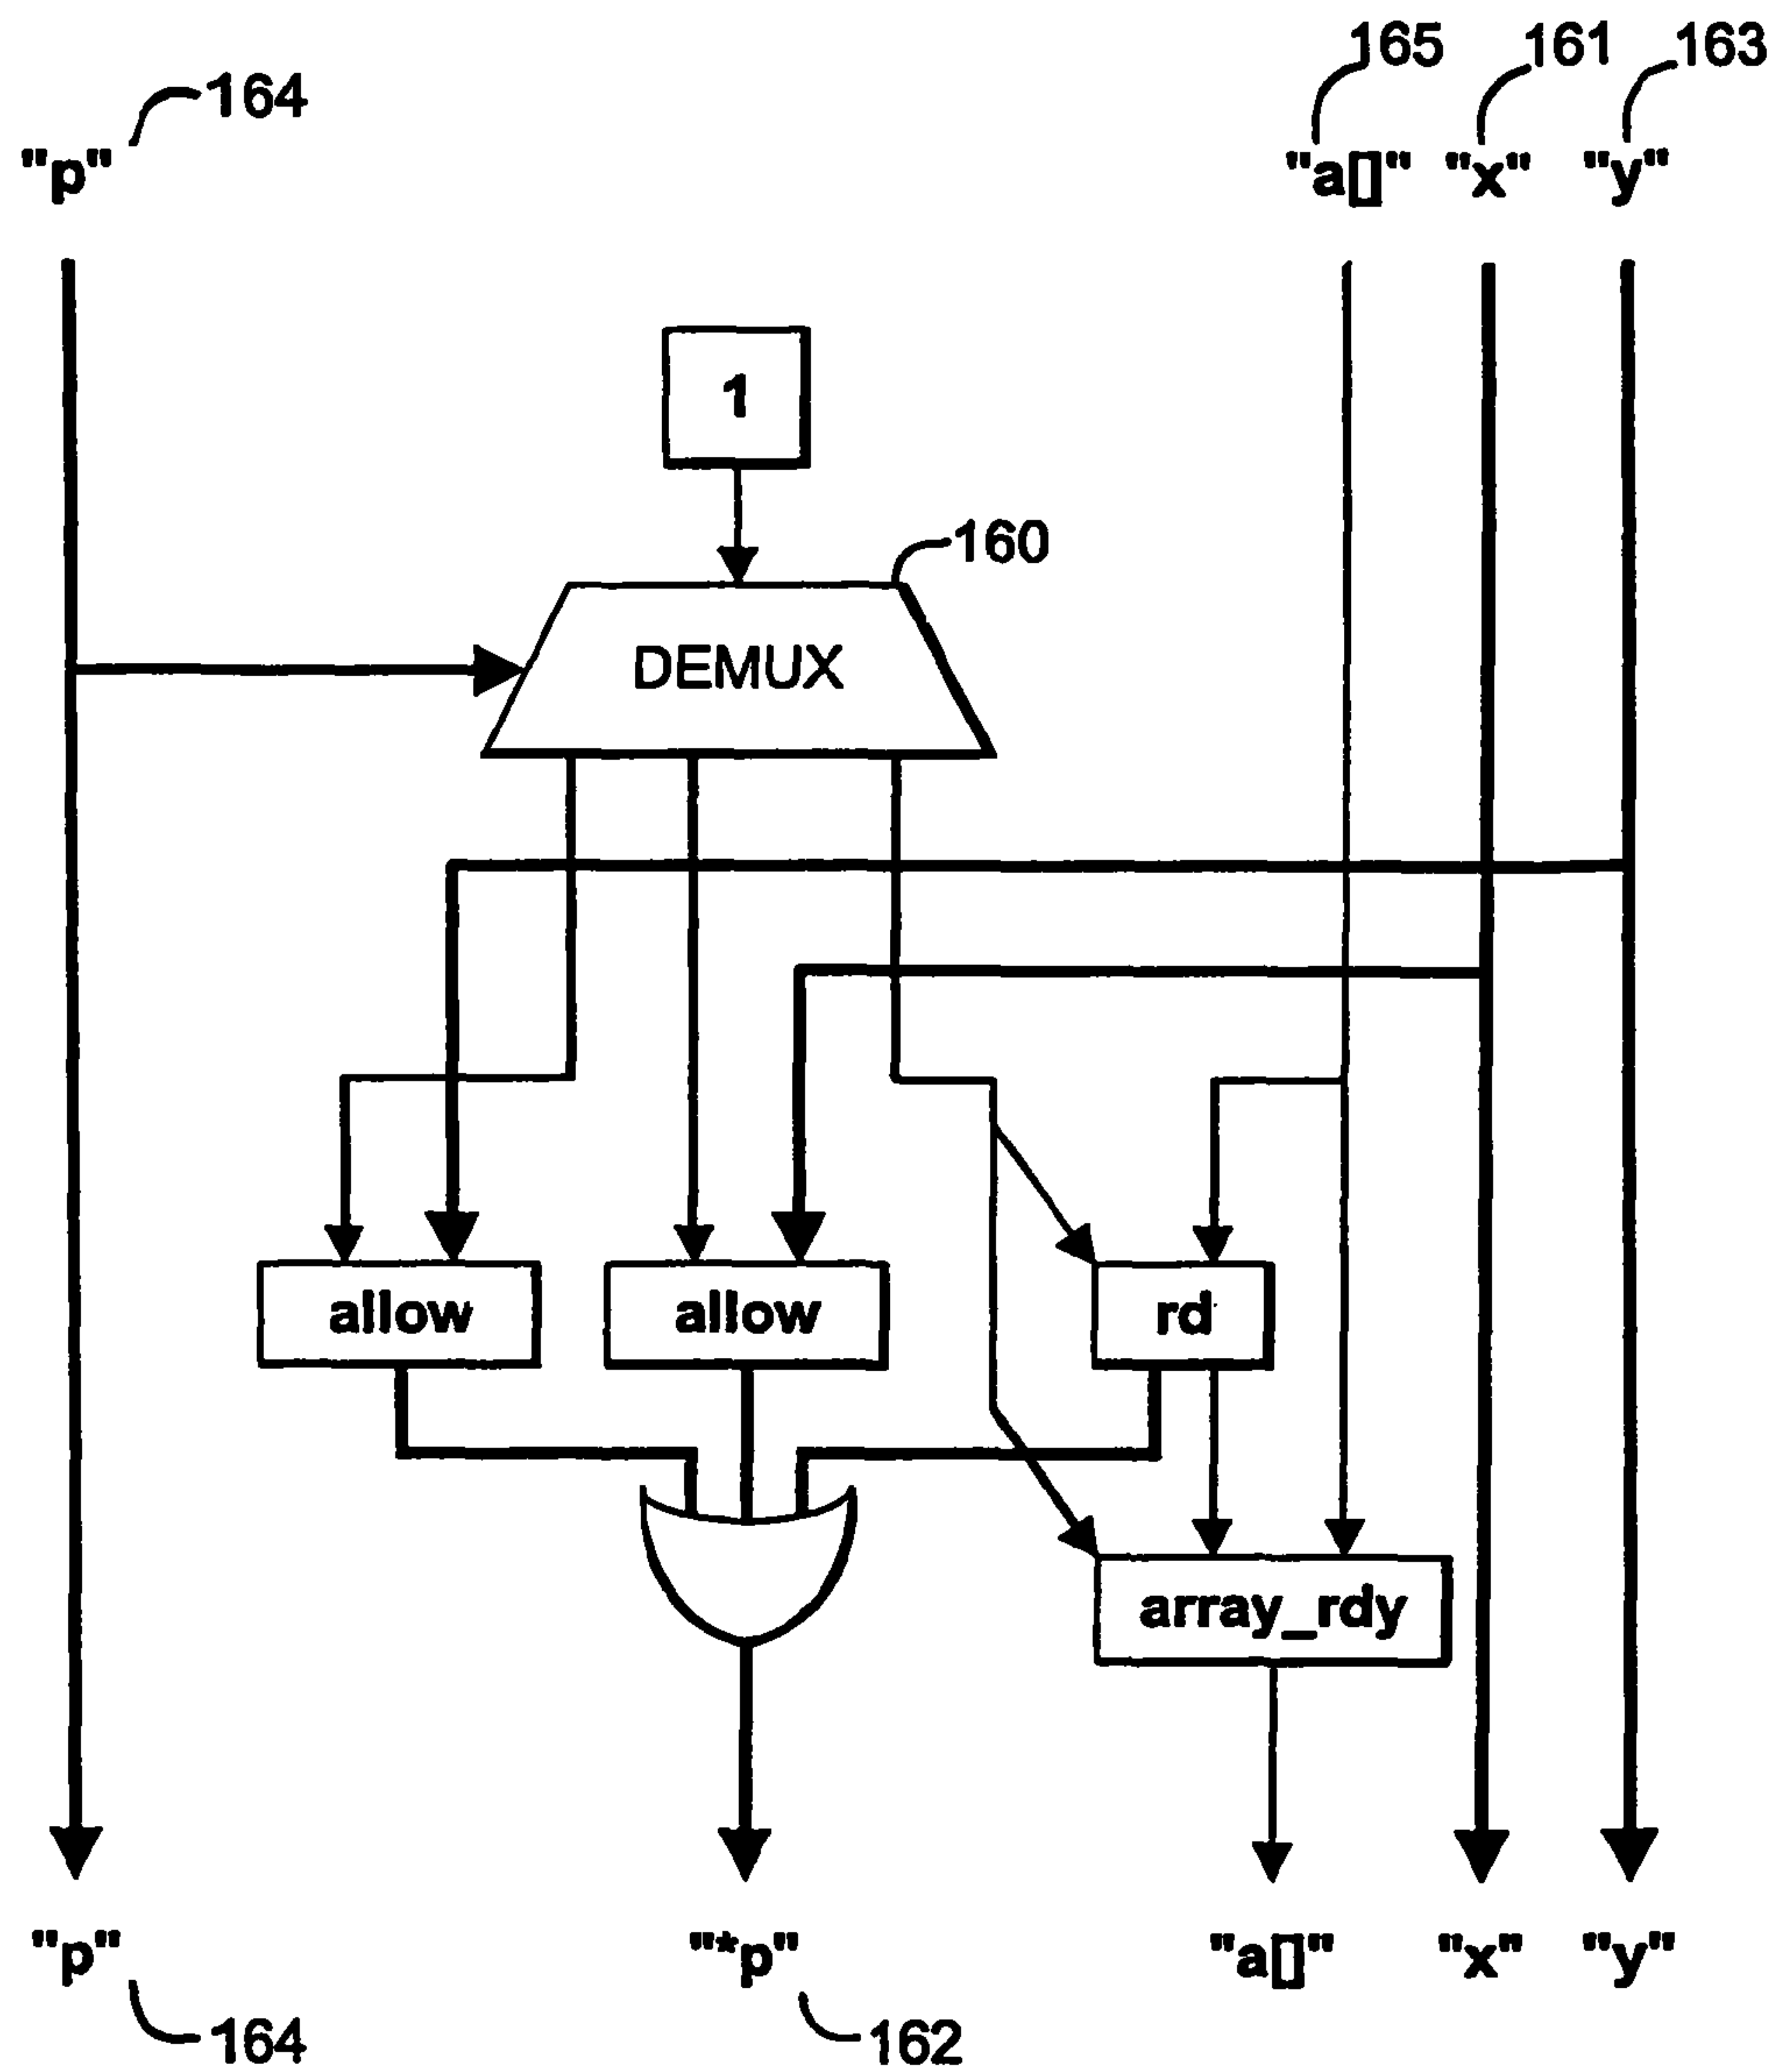 165 161 163
164
"p" "a[]" "x" "y"
1
160
DEMUX
allow allow rd
array_rdy
"p" "*p" "a[]" "x" "y"
164 162